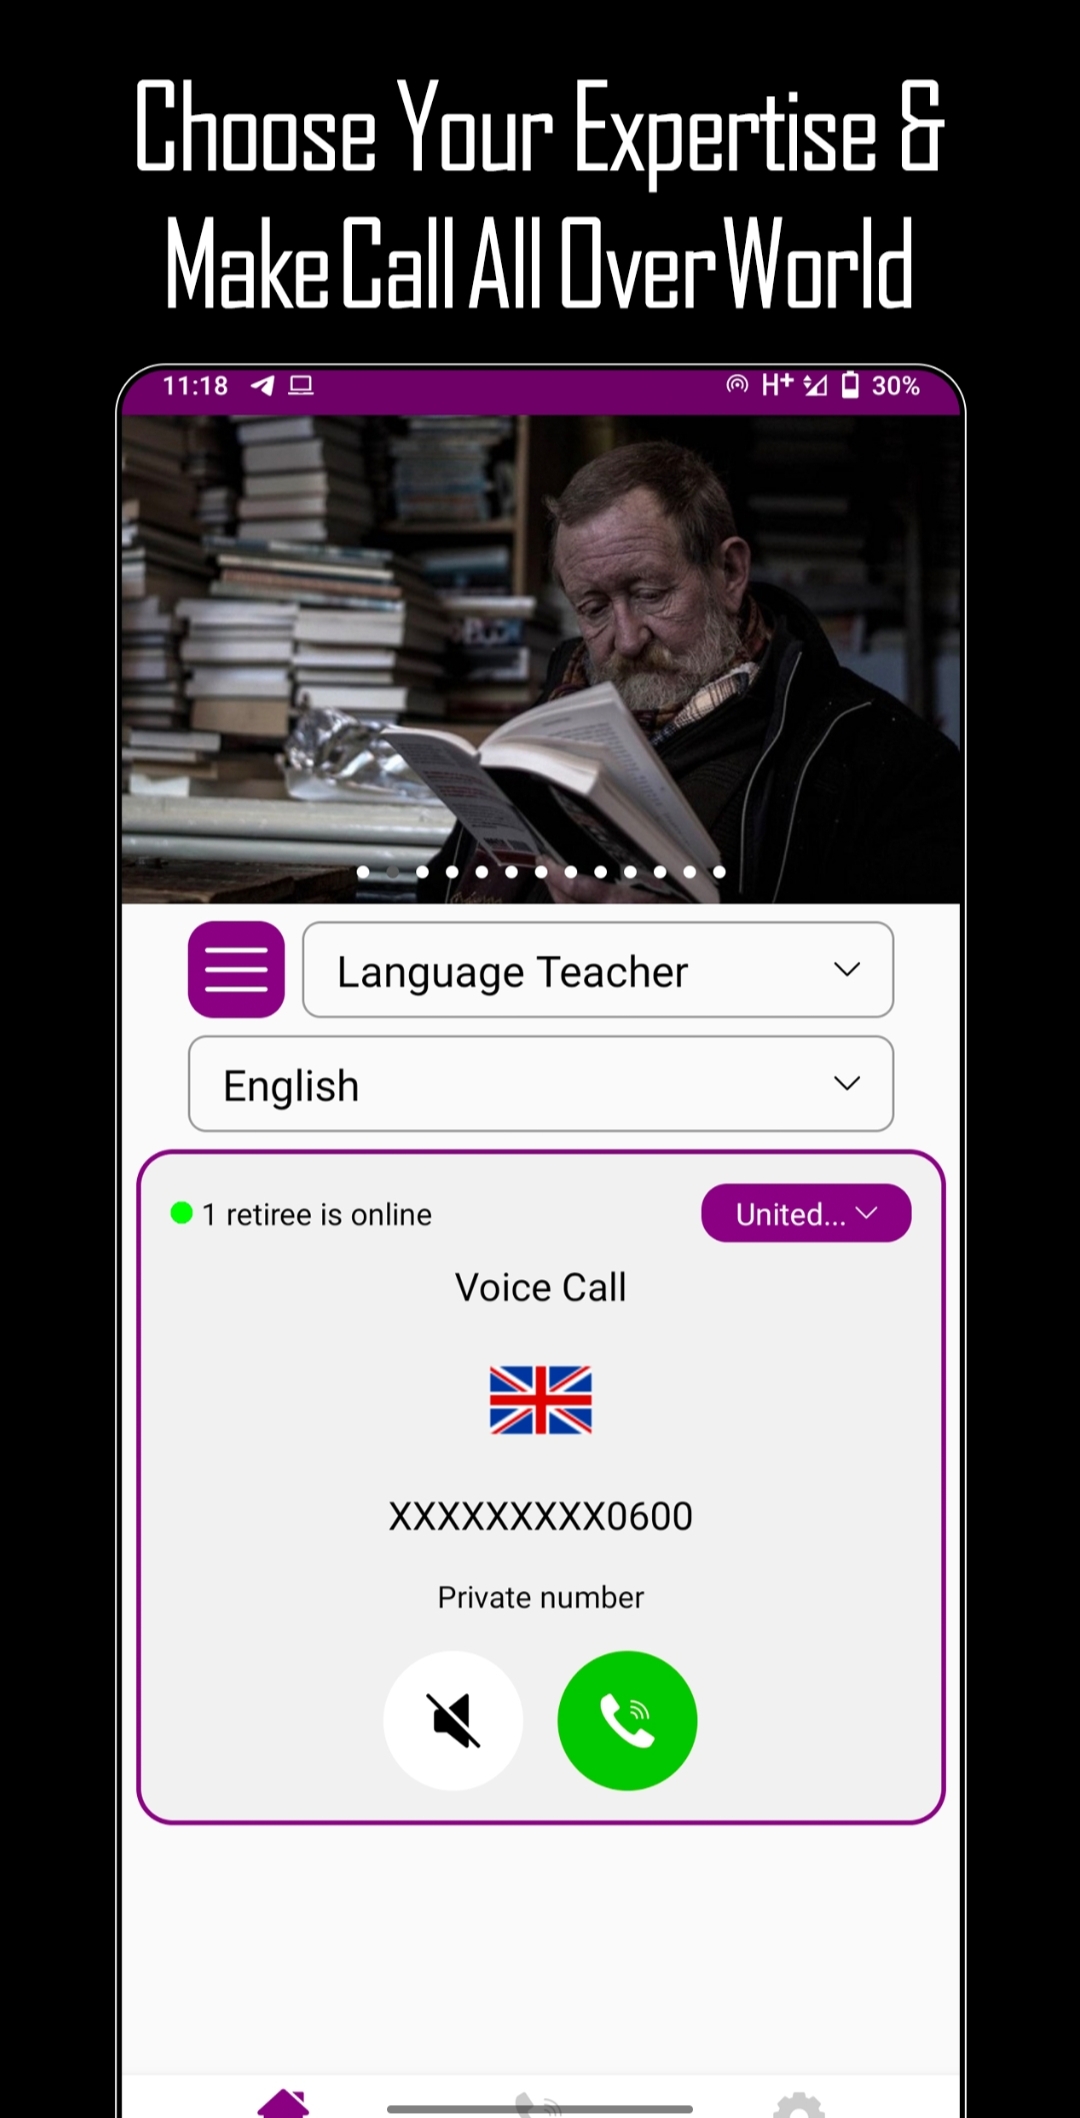 Choose Your Expertise &
Make Call All Over World
11:18 H+ 30%
Language Teacher
English
1 retiree is online United...
Voice Call
XXXXXXXXX0600
Private number